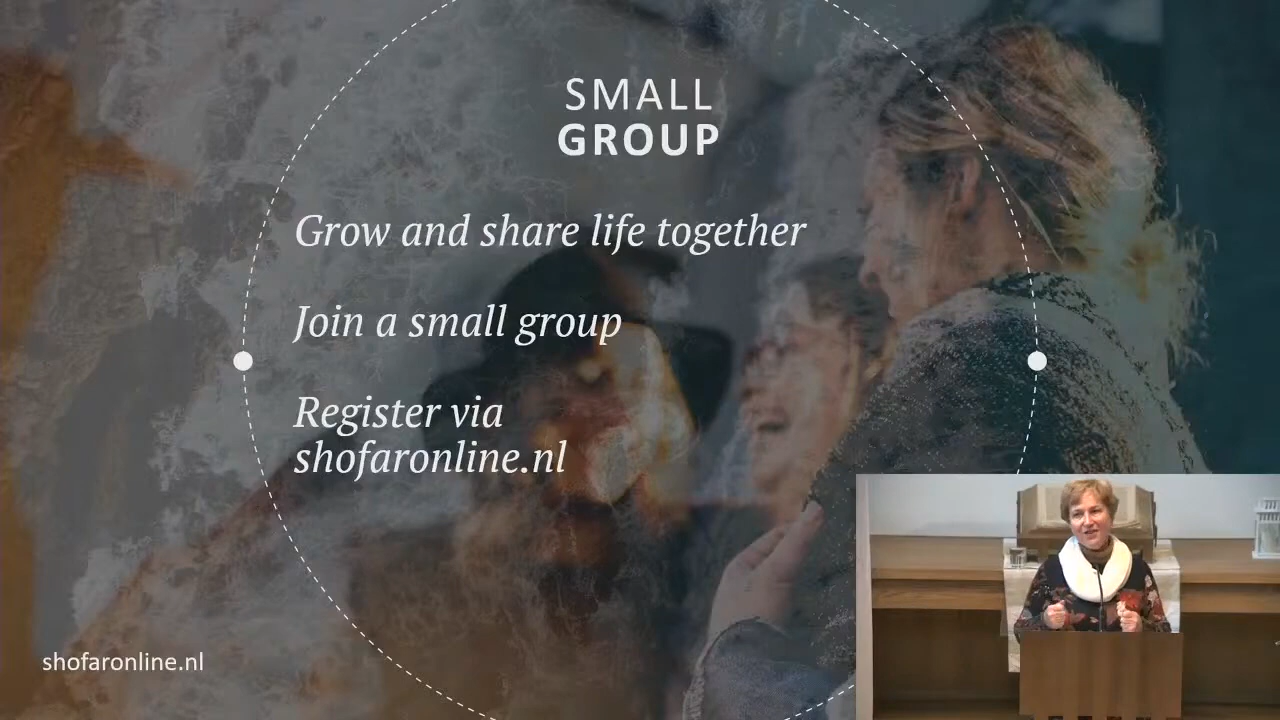 SMALL
GROUP
Grow and share life together
Join a small group
Register via
shofaronline.nl
shofaronline.nl